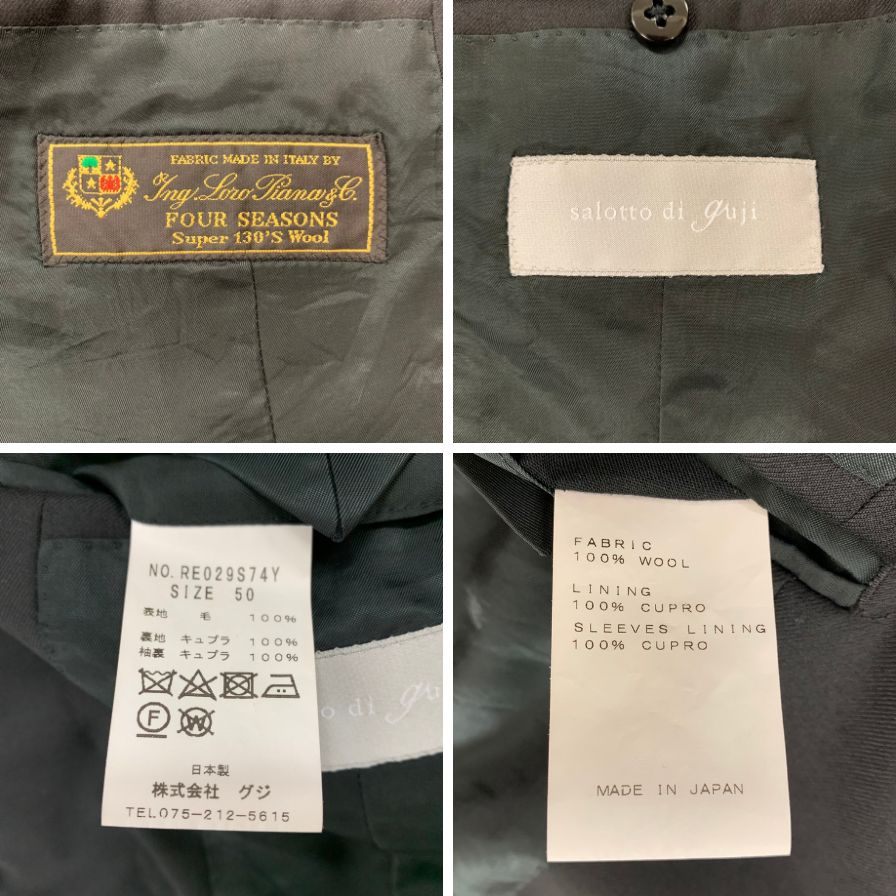 FABRIC MADE IN ITALY BY
Ing. Loro Piana & C.
FOUR SEASONS
Super 130'S Wool
salotto di guji
NO. RE029S74Y
SIZE 50
表地 毛 100%
裏地 キュプラ 100%
袖裏 キュプラ 100%
F
W
日本製
株式会社 グジ
TEL075-212-5615
o di gu
FABRIC
100% WOOL
LINING
100% CUPRO
SLEEVES LINING
100% CUPRO
MADE IN JAPAN